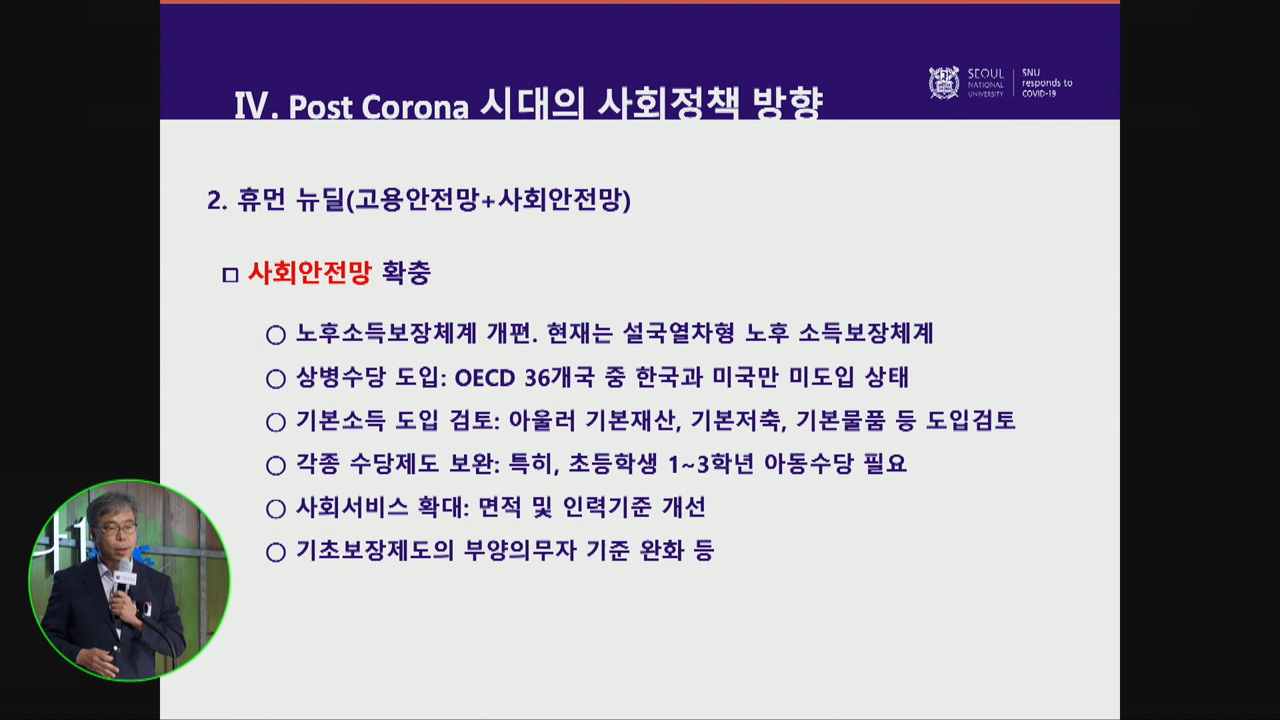 Ⅳ. Post Corona 시대의 사회정책 방향
SEOUL
NATIONAL
UNIVERSITY
SNU
responds to
COVID-19
2. 휴먼 뉴딜(고용안전망+사회안전망)
□ 사회안전망 확충
○ 노후소득보장체계 개편. 현재는 설국열차형 노후 소득보장체계
○ 상병수당 도입: OECD 36개국 중 한국과 미국만 미도입 상태
○ 기본소득 도입 검토: 아울러 기본재산, 기본저축, 기본물품 등 도입검토
○ 각종 수당제도 보완: 특히, 초등학생 1~3학년 아동수당 필요
○ 사회서비스 확대: 면적 및 인력기준 개선
○ 기초보장제도의 부양의무자 기준 완화 등